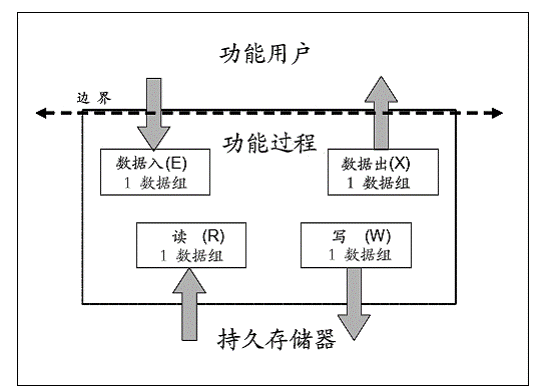 功能用户
边 界
功能过程
数据入(E)
1 数据组
数据出(X)
1 数据组
读 (R)
1 数据组
写 (W)
1 数据组
持久存储器